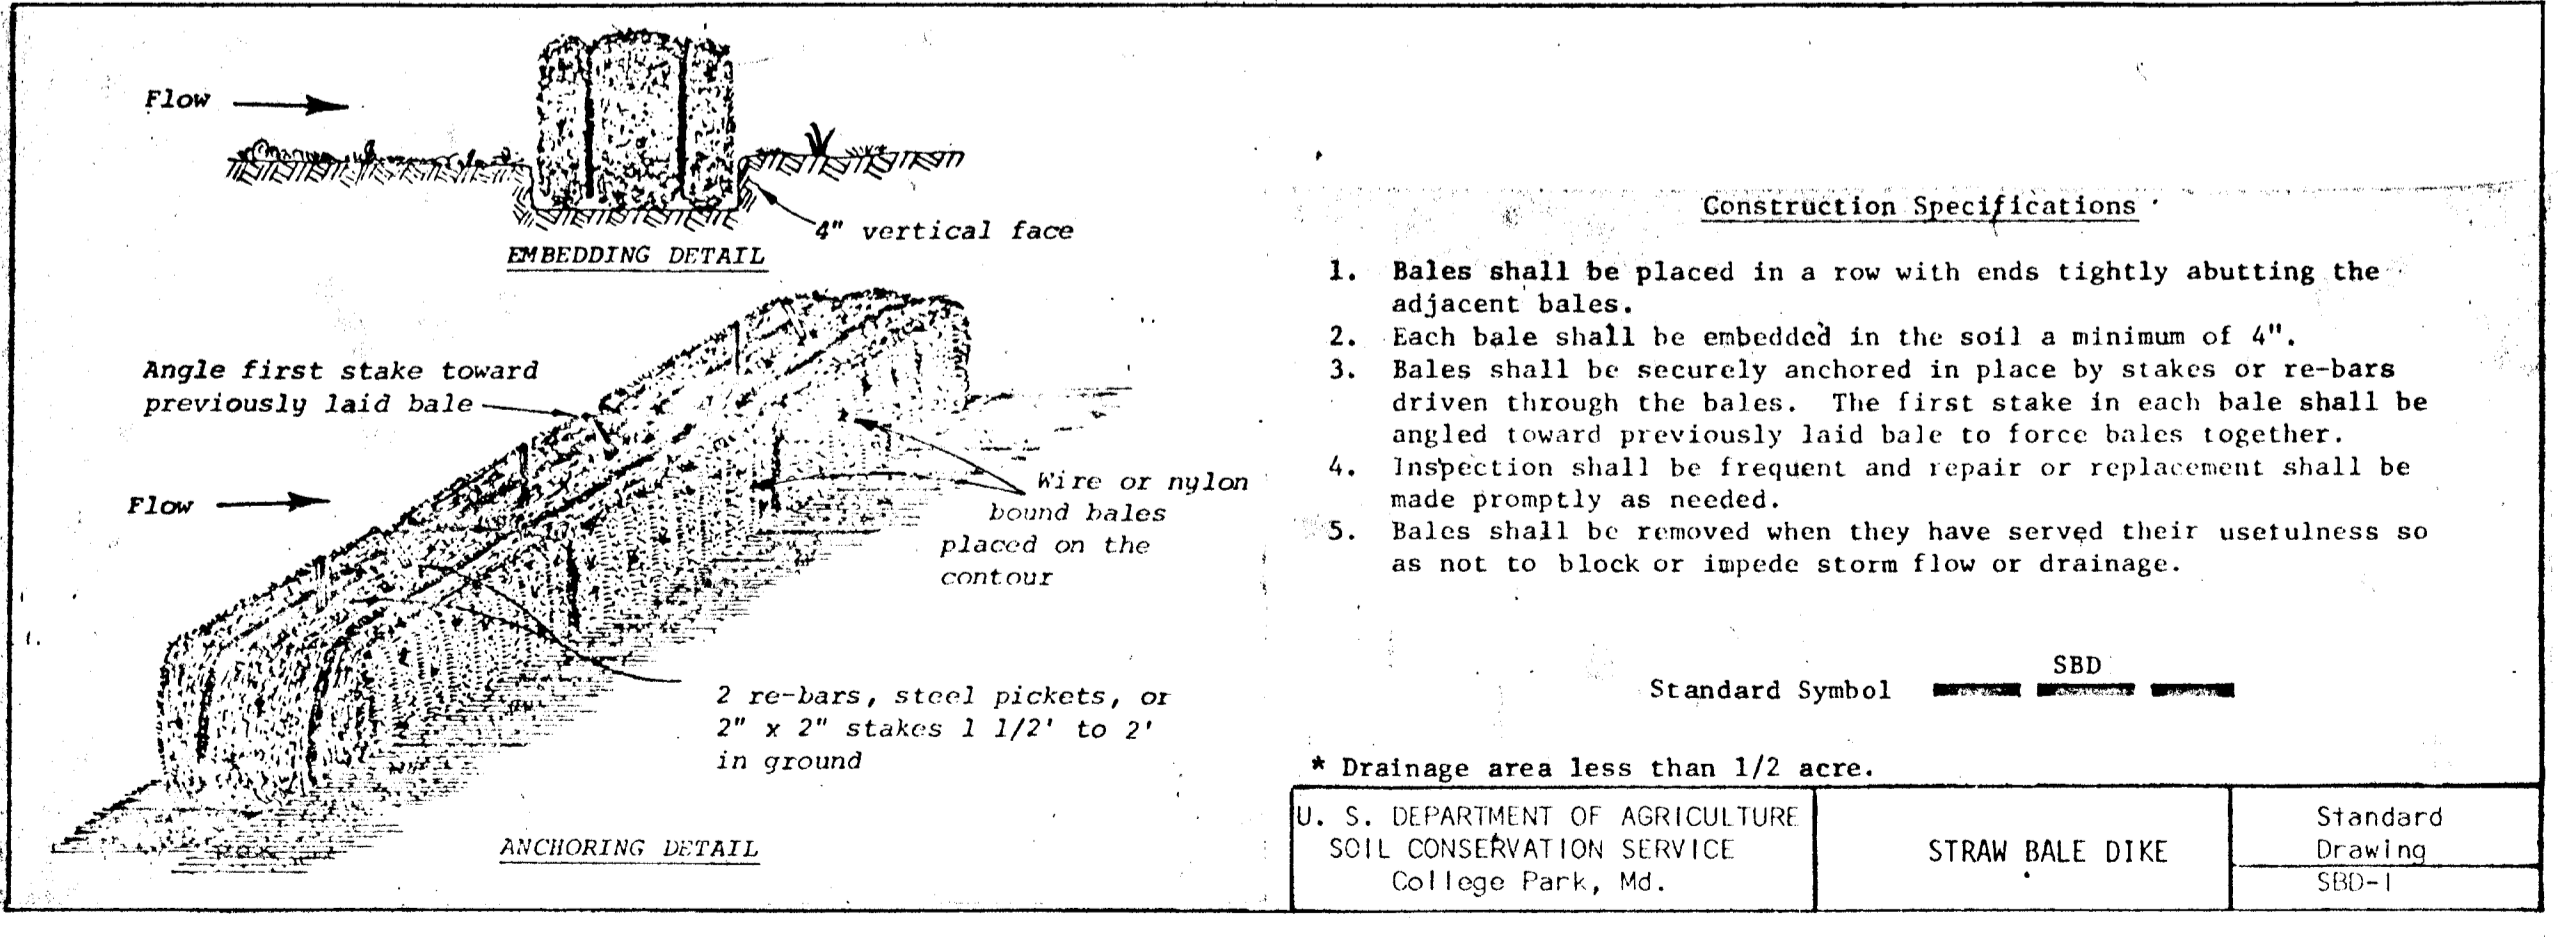 Flow
4" vertical face
EMBEDDING DETAIL
Angle first stake toward
previously laid bale
Flow
Wire or nylon
bound bales
placed on the
contour
2 re-bars, steel pickets, or
2" x 2" stakes 1 1/2' to 2'
in ground
ANCHORING DETAIL
Construction Specifications
1. Bales shall be placed in a row with ends tightly abutting the
adjacent bales.
2. Each bale shall be embedded in the soil a minimum of 4".
3. Bales shall be securely anchored in place by stakes or re-bars
driven through the bales. The first stake in each bale shall be
angled toward previously laid bale to force bales together.
4. Inspection shall be frequent and repair or replacement shall be
made promptly as needed.
5. Bales shall be removed when they have served their usefulness so
as not to block or impede storm flow or drainage.
SBD
Standard Symbol
* Drainage area less than 1/2 acre.
U. S. DEPARTMENT OF AGRICULTURE
SOIL CONSERVATION SERVICE
College Park, Md.
STRAW BALE DIKE
Standard
Drawing
SBD-1